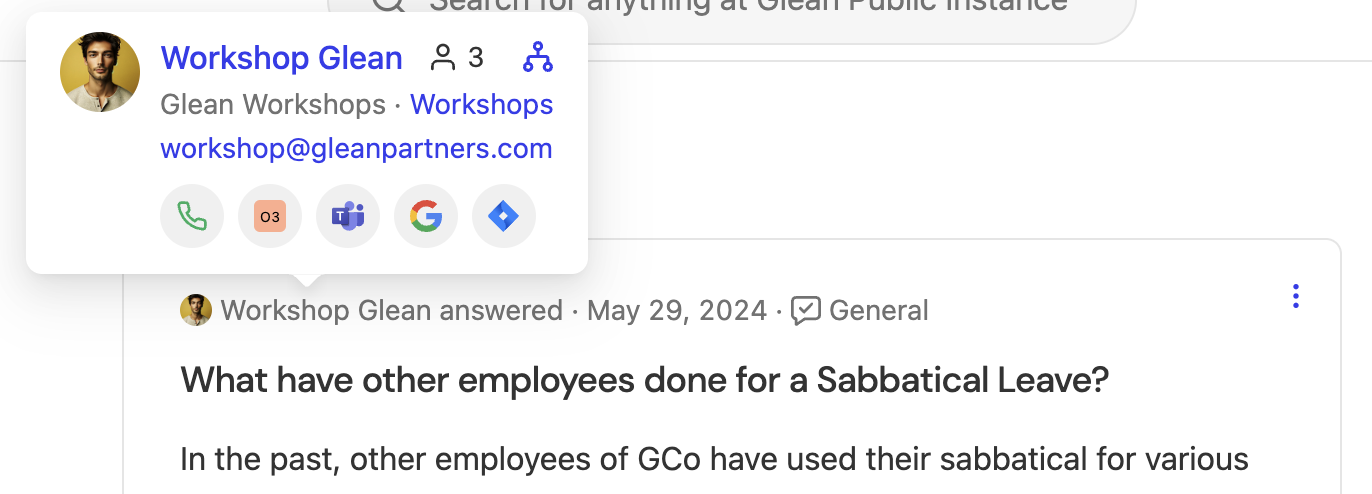 Search for anything at Glean Public Instance
Workshop Glean 3
Glean Workshops · Workshops
workshop@gleanpartners.com
O3 T
Workshop Glean answered · May 29, 2024 · General
What have other employees done for a Sabbatical Leave?
In the past, other employees of GCo have used their sabbatical for various